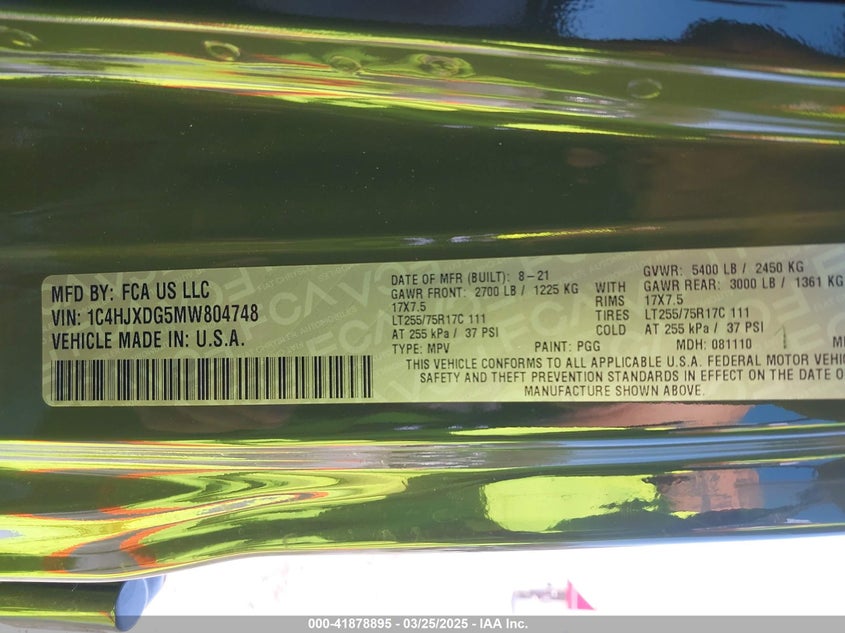 MFD BY: FCA US LLC
VIN: 1C4HJXDG5MW804748
VEHICLE MADE IN: U.S.A.
DATE OF MFR (BUILT): 8-21
GAWR FRONT: 2700 LB / 1225 KG
17X7.5
LT255/75R17C 111
AT 255 kPa / 37 PSI
TYPE: MPV
WITH
RIMS
TIRES
COLD
GVWR: 5400 LB / 2450 KG
GAWR REAR: 3000 LB / 1361 KG
17X7.5
LT255/75R17C 111
AT 255 kPa / 37 PSI
PAINT: PGG
MDH: 081110
THIS VEHICLE CONFORMS TO ALL APPLICABLE U.S.A. FEDERAL MOTOR VEHIC
SAFETY AND THEFT PREVENTION STANDARDS IN EFFECT ON THE DATE O
MANUFACTURE SHOWN ABOVE.
000-41878895 - 03/25/2025 - IAA Inc.